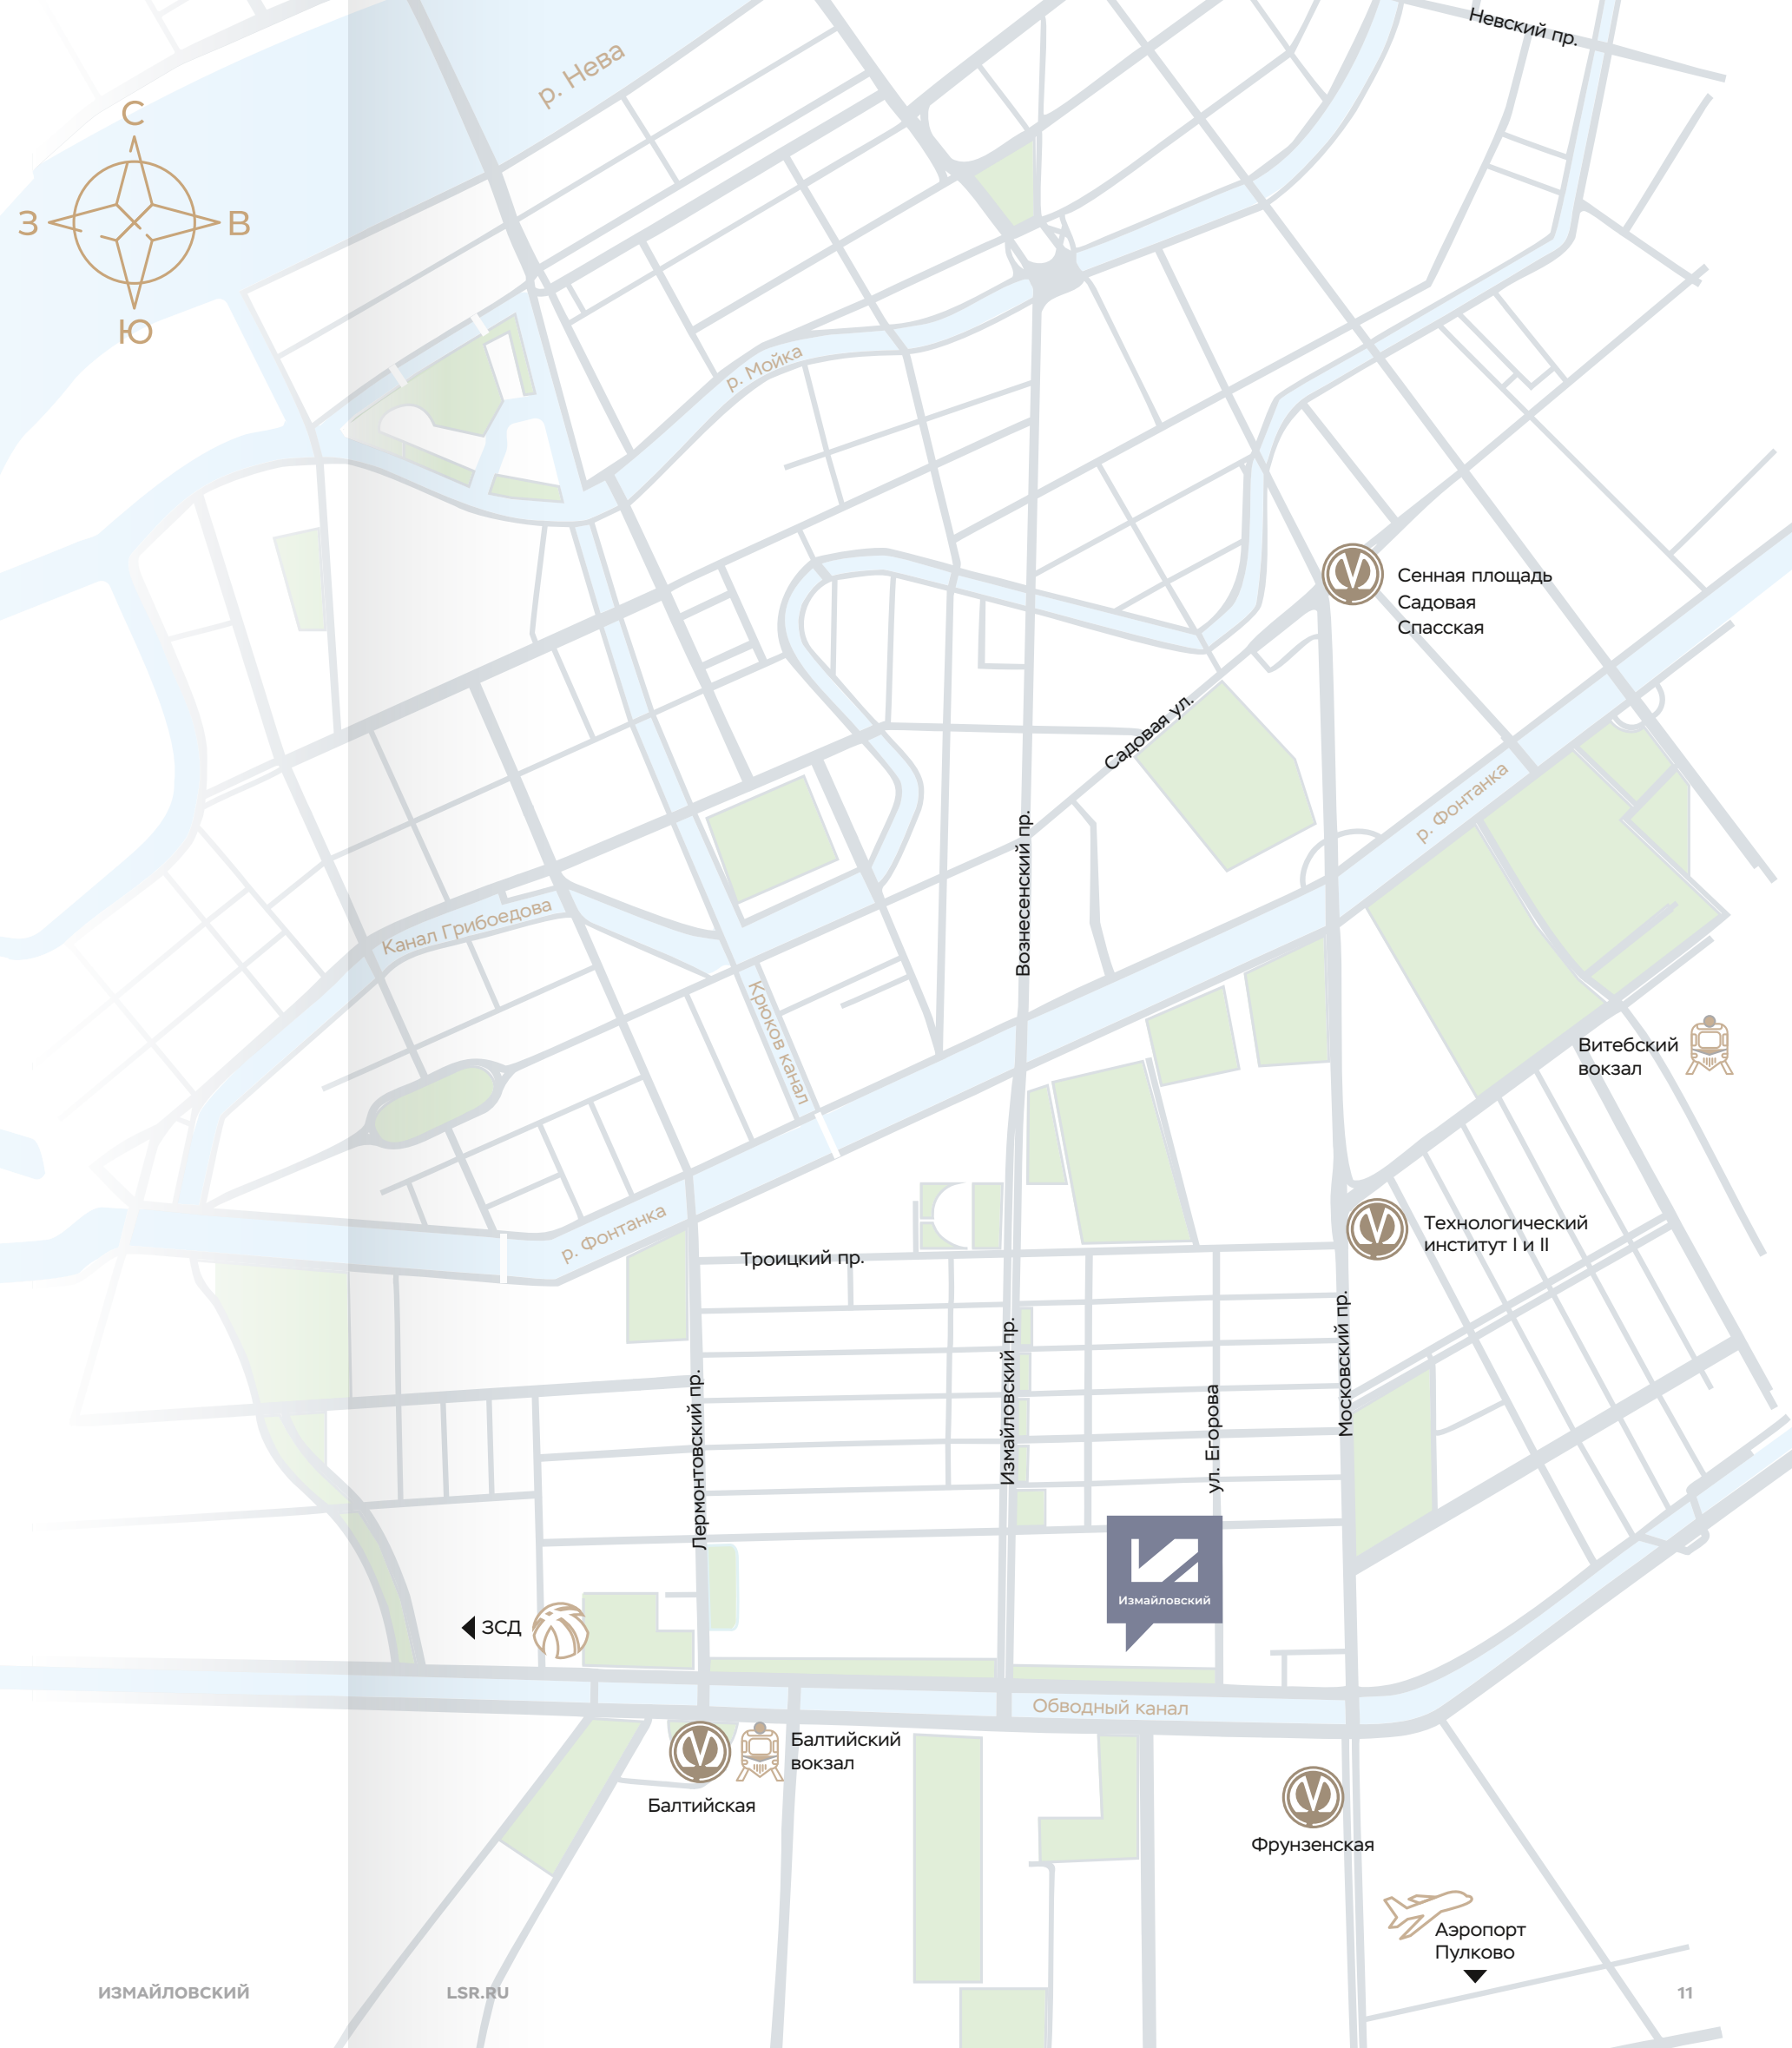 Невский пр.
р. Нева
С
З
В
Ю
р. Мойка
Сенная площадь
Садовая
Спасская
Садовая ул.
р. Фонтанка
Вознесенский пр.
Канал Грибоедова
Крюков канал
Витебский
вокзал
р. Фонтанка
Технологический
институт I и II
Троицкий пр.
Лермонтовский пр.
Измайловский пр.
ул. Егорова
Московский пр.
Измайловский
ЗСД
Обводный канал
Балтийский
вокзал
Балтийская
Фрунзенская
Аэропорт
Пулково
ИЗМАЙЛОВСКИЙ
LSR.RU
11